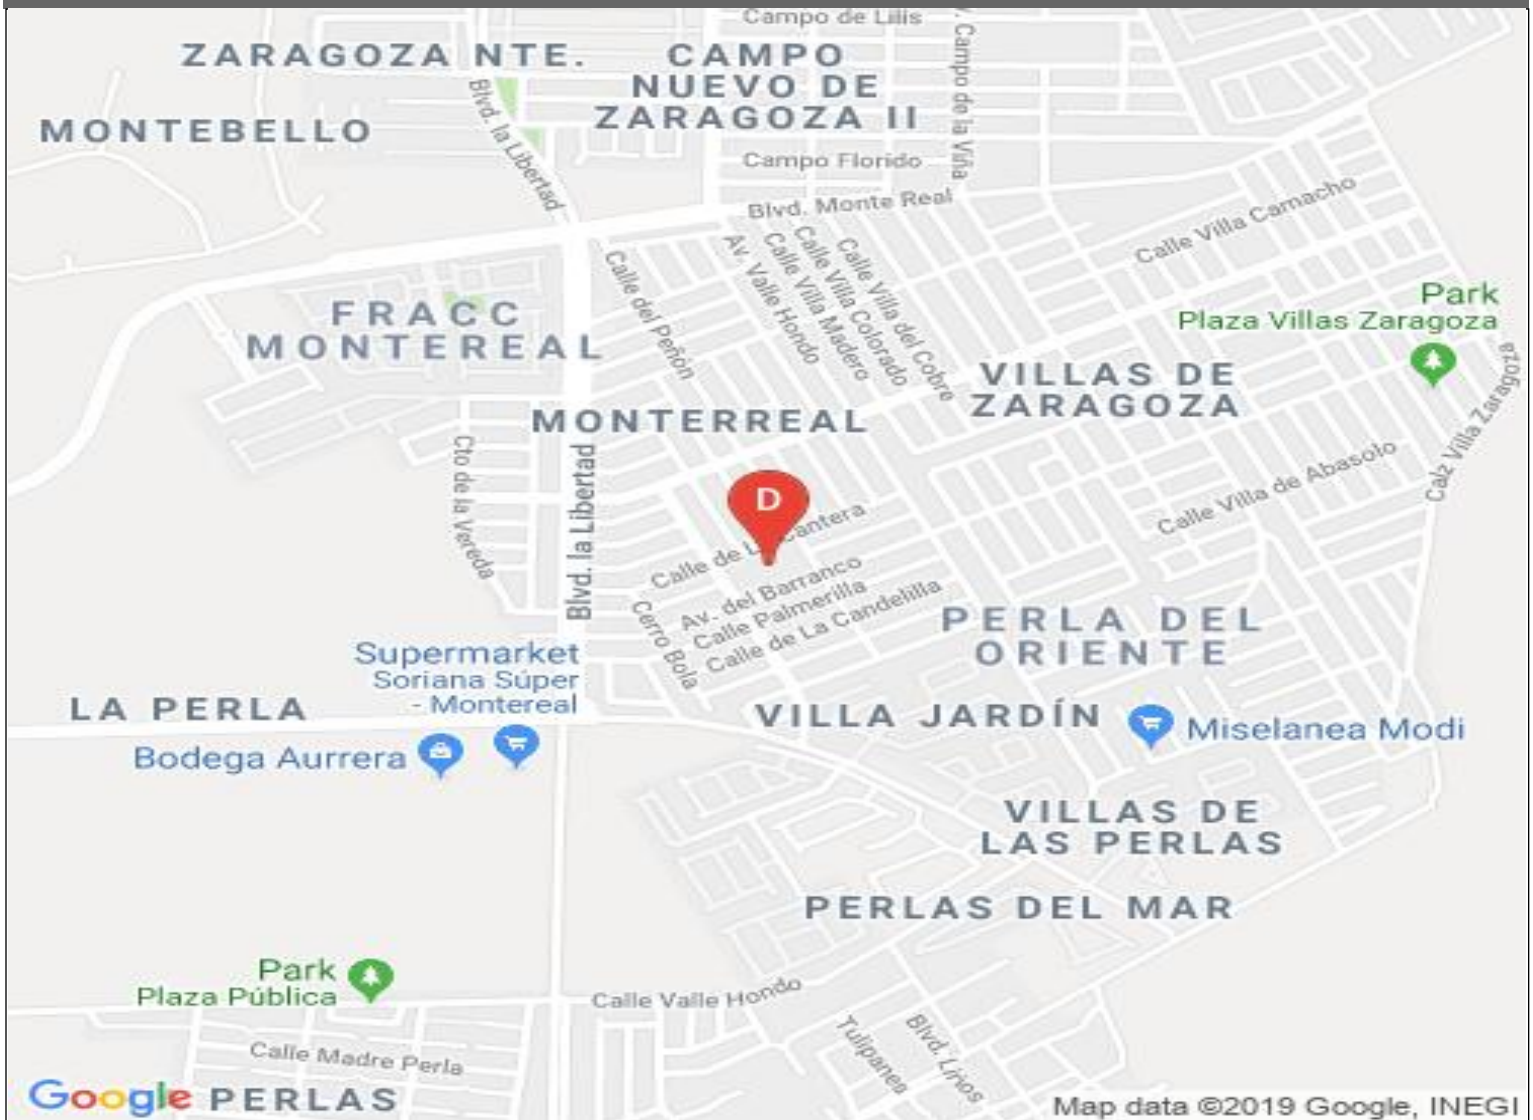 Campo de Lilis
ZARAGOZA NTE.
CAMPO
NUEVO DE
ZARAGOZA II
Blvd. la Libertad
Campo de la Viña
MONTEBELLO
Campo Florido
Blvd. Monte Real
Calle Villa Camacho
Calle del Peñón
Av. Valle Hondo
Calle Villa Madero
Calle Villa Colorado
Calle Villa del Cobre
Park
Plaza Villas Zaragoza
FRACC
MONTEREAL
VILLAS DE
ZARAGOZA
Calz Villa Zaragoza
MONTERREAL
Cto de la Vereda
Blvd. la Libertad
D
Calle Villa de Abasolo
Calle de La Cantera
Av. del Barranco
Calle Palmerilla
Calle de La Candelilla
Cerro Bola
PERLA DEL
ORIENTE
Supermarket
Soriana Súper
- Montereal
LA PERLA
VILLA JARDÍN
Miselanea Modi
Bodega Aurrera
VILLAS DE
LAS PERLAS
PERLAS DEL MAR
Park
Plaza Pública
Calle Valle Hondo
Tulipanes
Blvd. Lirios
Calle Madre Perla
Google
PERLAS
Map data ©2019 Google, INEGI